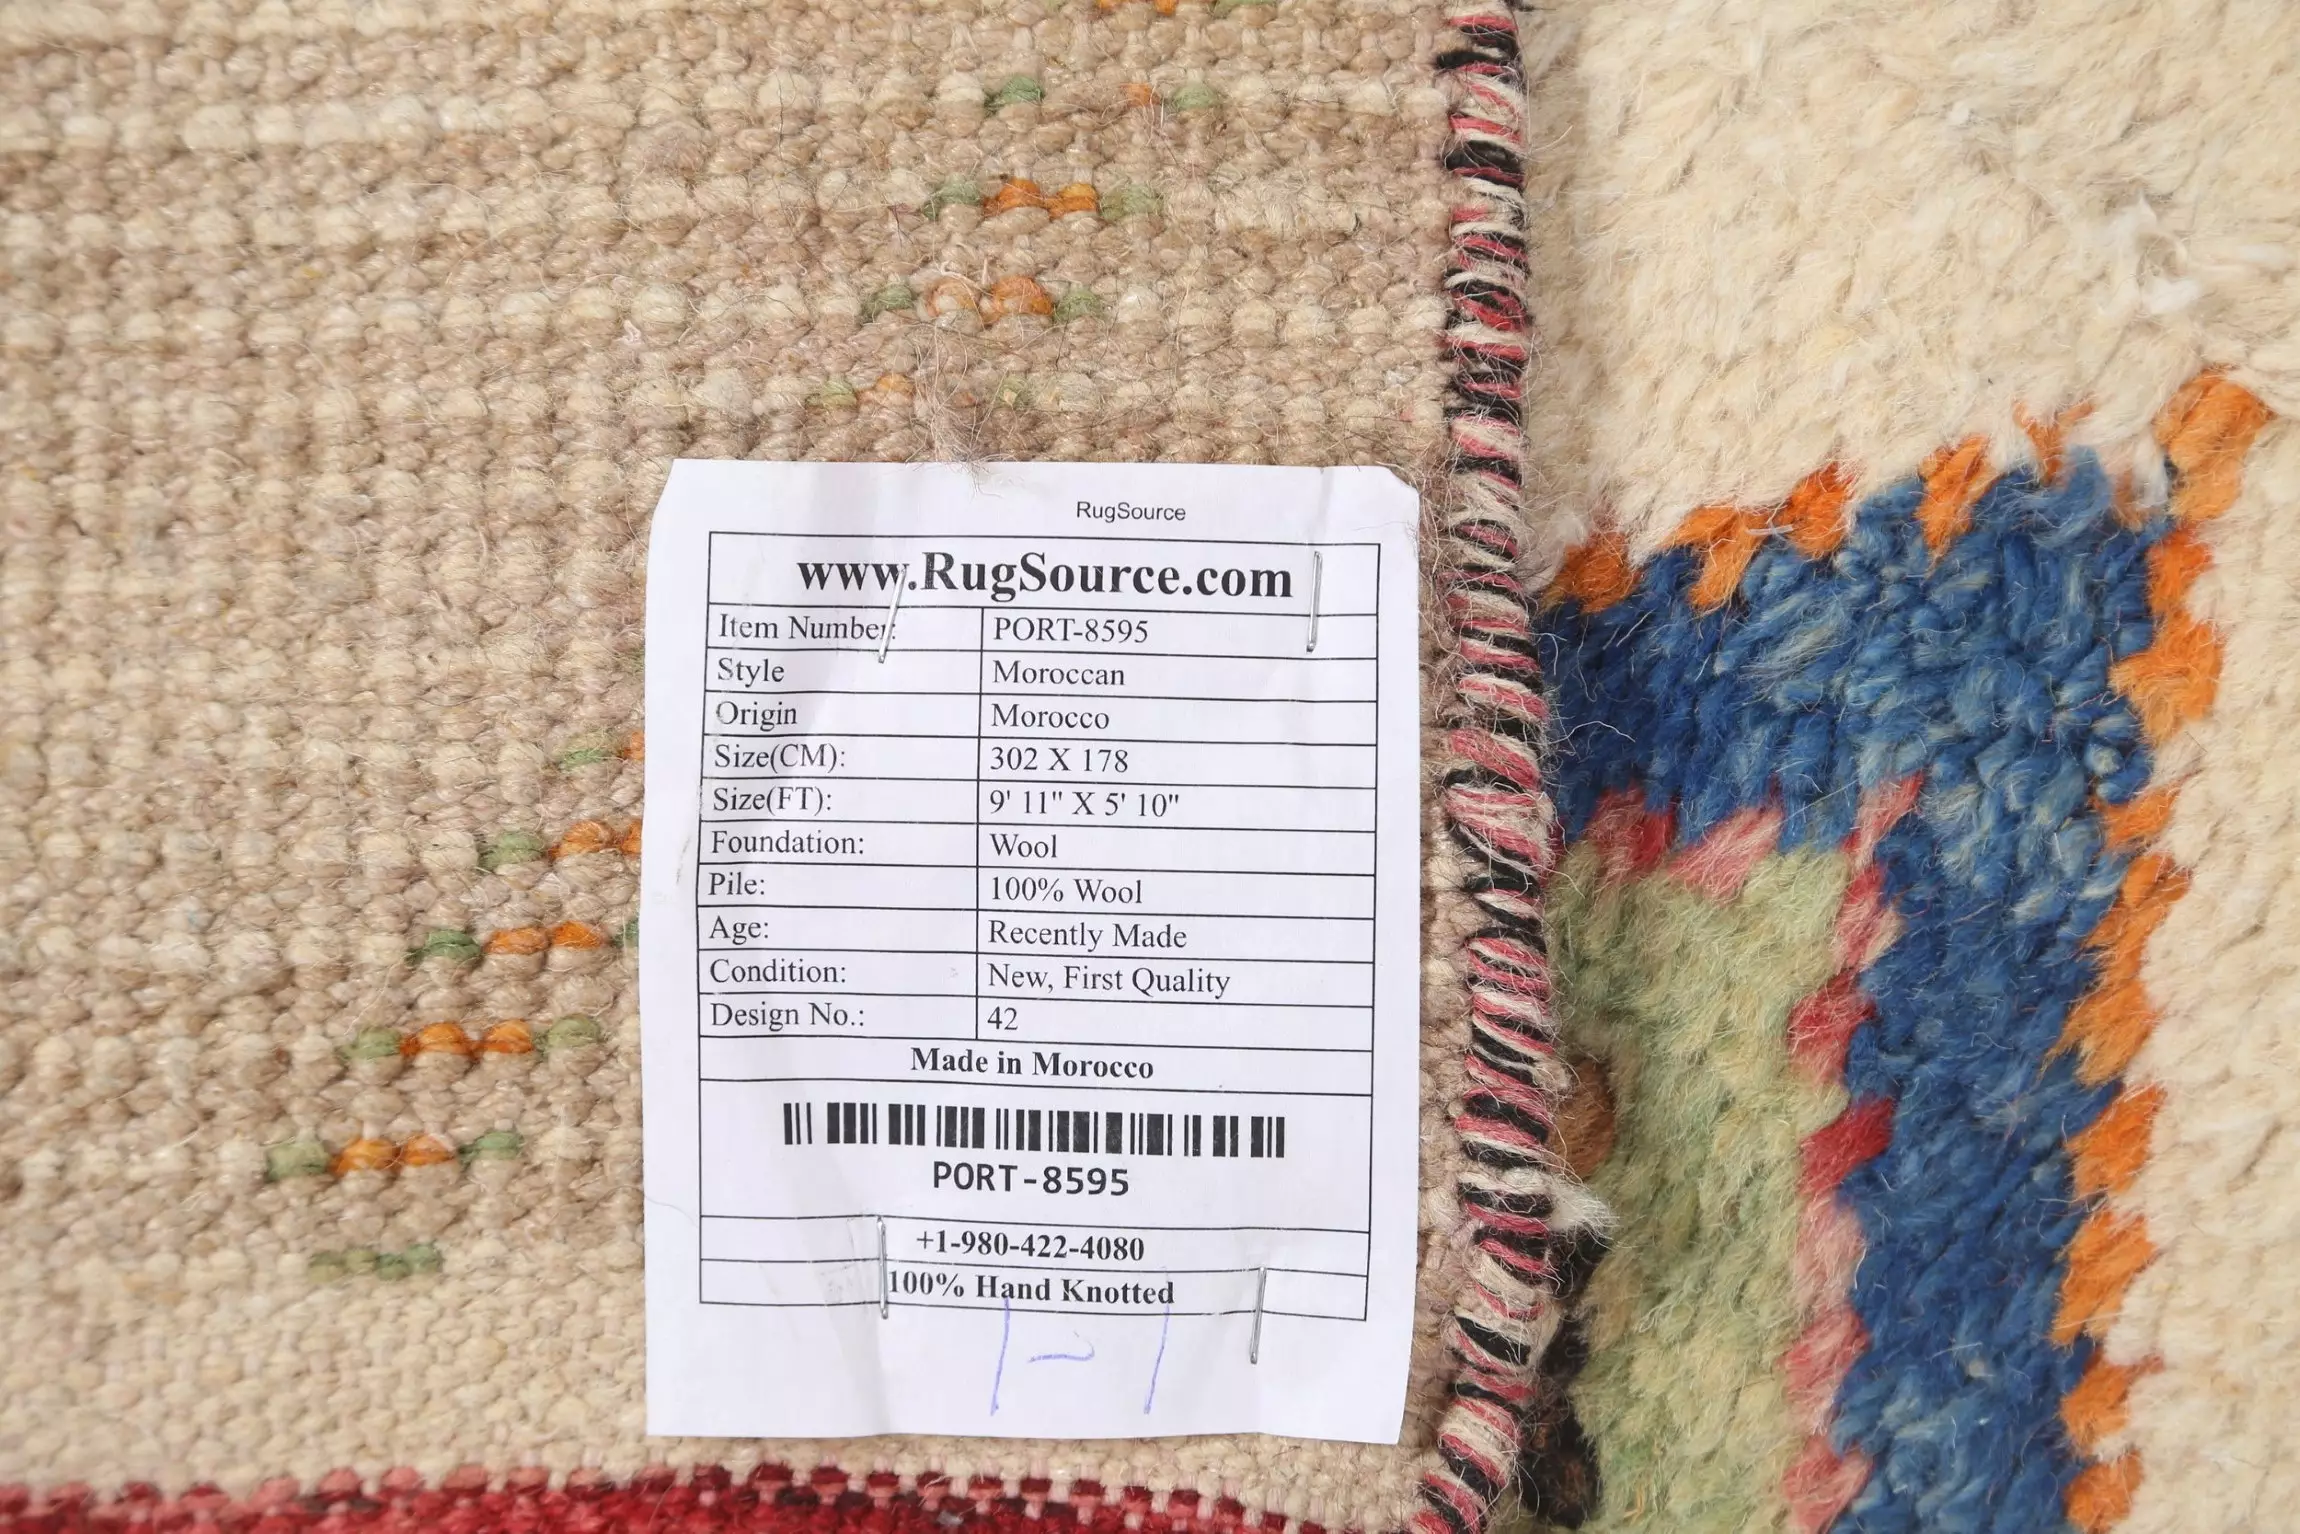 RugSource
www.RugSource.com
Item Number: PORT-8595
Style Moroccan
Origin Morocco
Size(CM): 302 X 178
Size(FT): 9' 11" X 5' 10"
Foundation: Wool
Pile: 100% Wool
Age: Recently Made
Condition: New, First Quality
Design No.: 42
Made in Morocco
PORT-8595
+1-980-422-4080
100% Hand Knotted
1-1